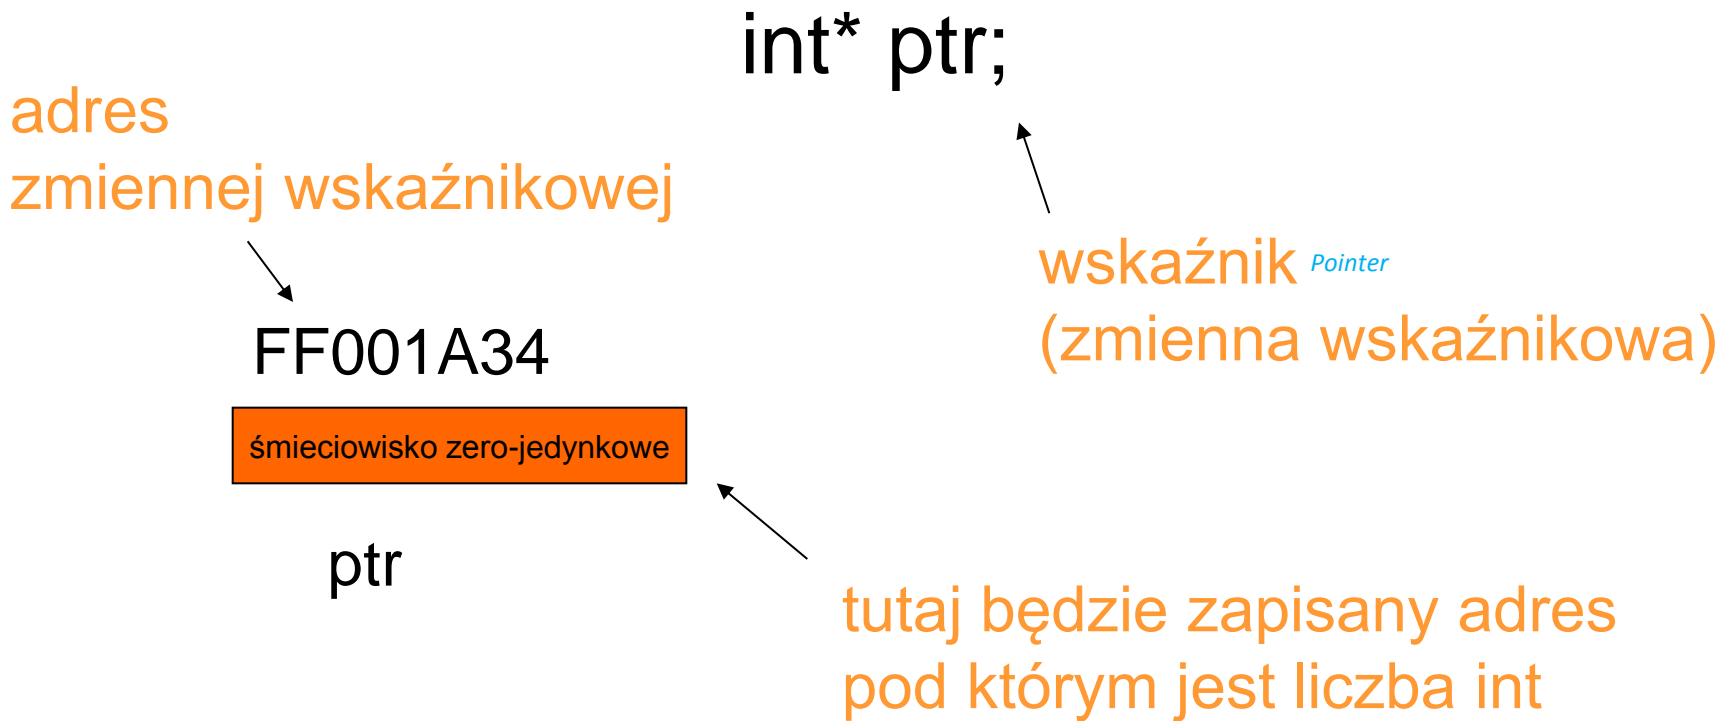 int* ptr;
adres
zmiennej wskaźnikowej
wskaźnik Pointer
(zmienna wskaźnikowa)
FF001A34
śmieciowisko zero-jedynkowe
ptr
tutaj będzie zapisany adres
pod którym jest liczba int